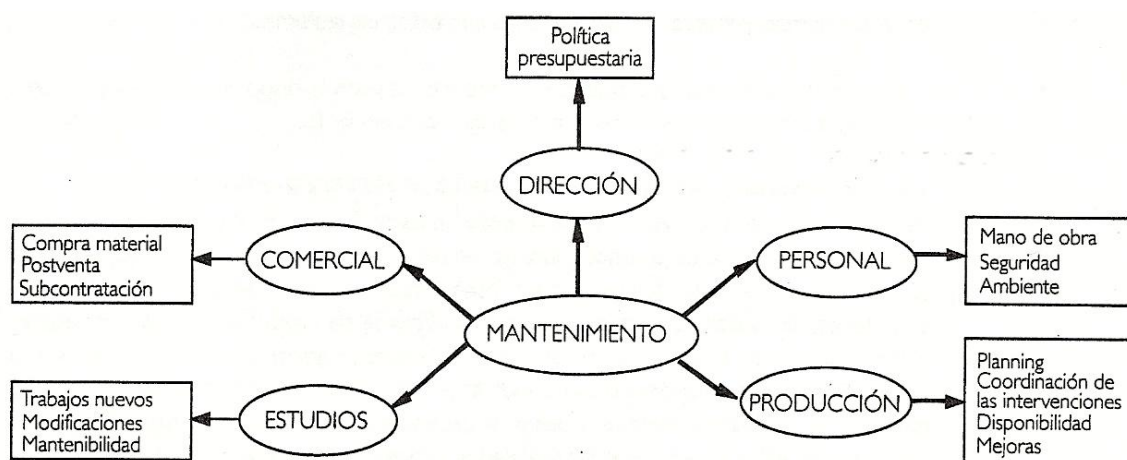 Política
presupuestaria
DIRECCIÓN
Compra material
Postventa
Subcontratación
COMERCIAL
PERSONAL
Mano de obra
Seguridad
Ambiente
MANTENIMIENTO
Trabajos nuevos
Modificaciones
Mantenibilidad
ESTUDIOS
PRODUCCIÓN
Planning
Coordinación de
las intervenciones
Disponibilidad
Mejoras